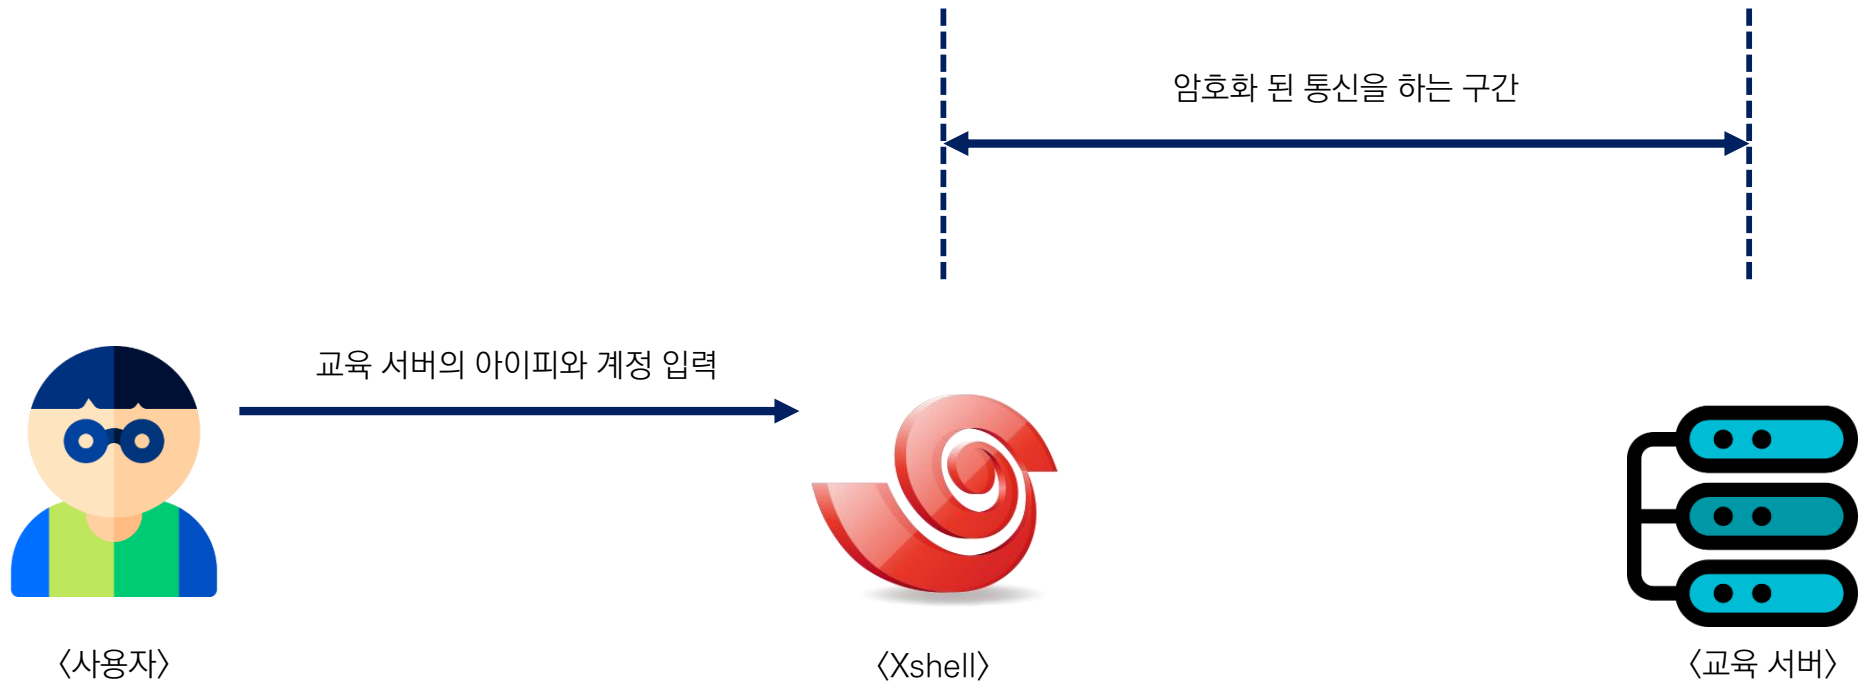 암호화 된 통신을 하는 구간
교육 서버의 아이피와 계정 입력
<사용자>
<Xshell>
<교육 서버>